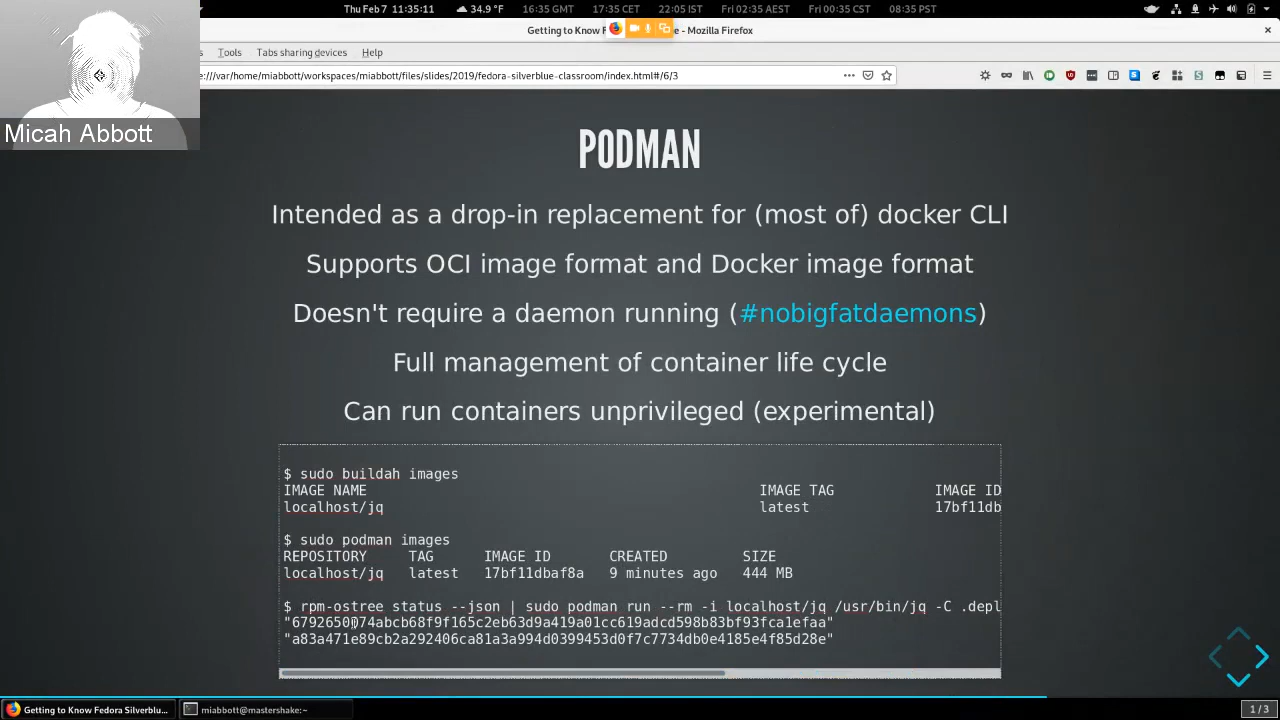 Thu Feb 7 11:35:11 34.9 °F 16:35 GMT 17:35 CET 22:05 IST Fri 02:35 AEST Fri 00:35 CST 08:35 PST
Getting to Know F e - Mozilla Firefox
s Tools Tabs sharing devices Help
e:///var/home/miabbott/workspaces/miabbott/files/slides/2019/fedora-silverblue-classroom/index.html#/6/3
Micah Abbott
PODMAN
Intended as a drop-in replacement for (most of) docker CLI
Supports OCI image format and Docker image format
Doesn't require a daemon running (#nobigfatdaemons)
Full management of container life cycle
Can run containers unprivileged (experimental)
$ sudo buildah images
IMAGE NAME IMAGE TAG IMAGE ID
localhost/jq latest 17bf11db
$ sudo podman images
REPOSITORY TAG IMAGE ID CREATED SIZE
localhost/jq latest 17bf11dbaf8a 9 minutes ago 444 MB
$ rpm-ostree status --json | sudo podman run --rm -i localhost/jq /usr/bin/jq -C .depl
"6792650074abcb68f9f165c2eb63d9a419a01cc619adcd598b83bf93fca1efaa"
"a83a471e89cb2a292406ca81a3a994d0399453d0f7c7734db0e4185e4f85d28e"
Getting to Know Fedora Silverblu... miabbott@mastershake:~ 1 / 3